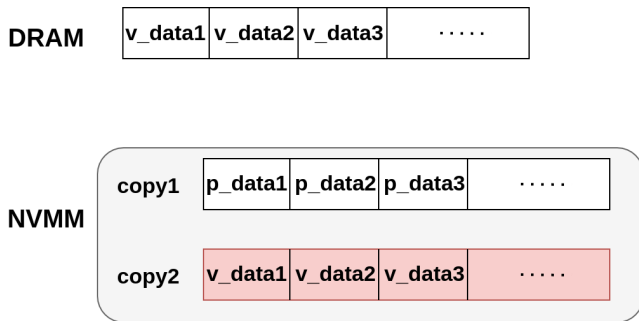 DRAM v_data1 v_data2 v_data3 .....
copy1 p_data1 p_data2 p_data3 .....
NVMM
copy2 v_data1 v_data2 v_data3 .....